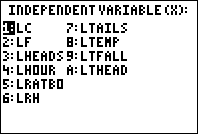 INDEPENDENT VARIABLE (X):
1:LC 7:LTAILS
2:LF 8:LTEMP
3:LHEADS 9:LTFALL
4:LHOUR A:LTHEAD
5:LRATBO
6:LRH